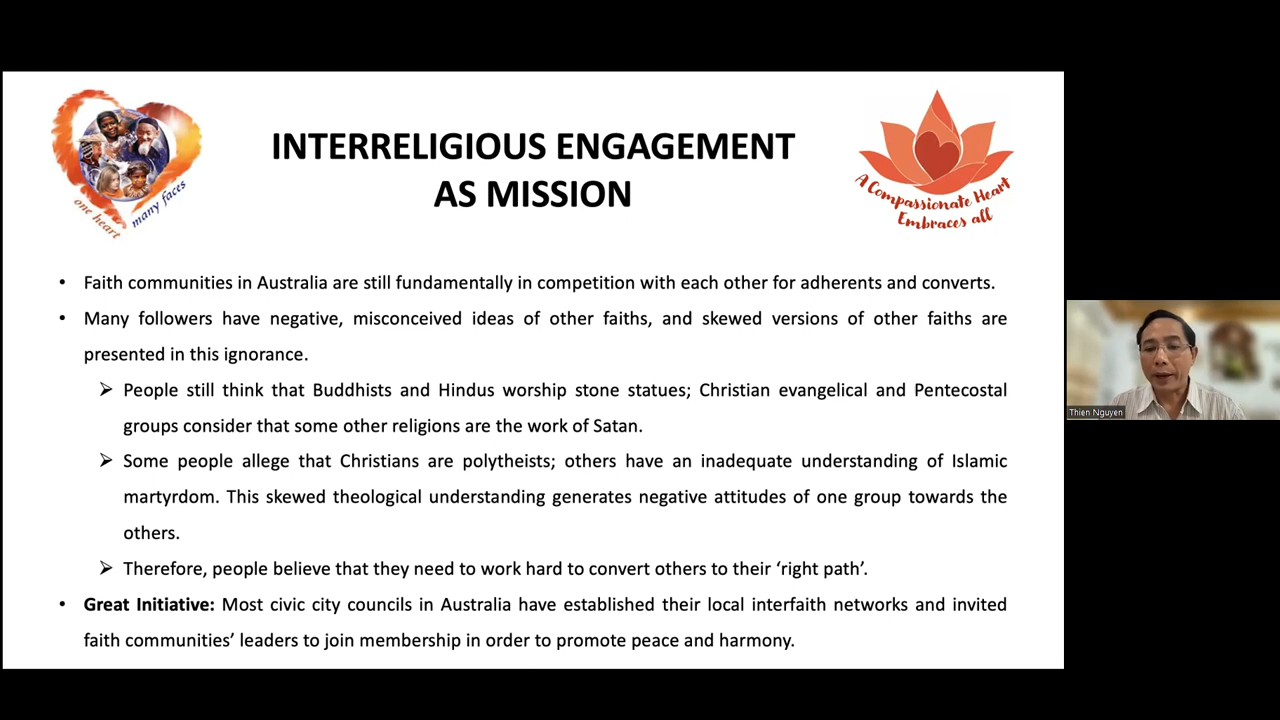 INTERRELIGIOUS ENGAGEMENT
AS MISSION
one heart
many faces
A Compassionate Heart
Embraces all
• Faith communities in Australia are still fundamentally in competition with each other for adherents and converts.
• Many followers have negative, misconceived ideas of other faiths, and skewed versions of other faiths are
presented in this ignorance.
➢ People still think that Buddhists and Hindus worship stone statues; Christian evangelical and Pentecostal
groups consider that some other religions are the work of Satan.
➢ Some people allege that Christians are polytheists; others have an inadequate understanding of Islamic
martyrdom. This skewed theological understanding generates negative attitudes of one group towards the
others.
➢ Therefore, people believe that they need to work hard to convert others to their ‘right path’.
• Great Initiative: Most civic city councils in Australia have established their local interfaith networks and invited
faith communities’ leaders to join membership in order to promote peace and harmony.
Thien Nguyen